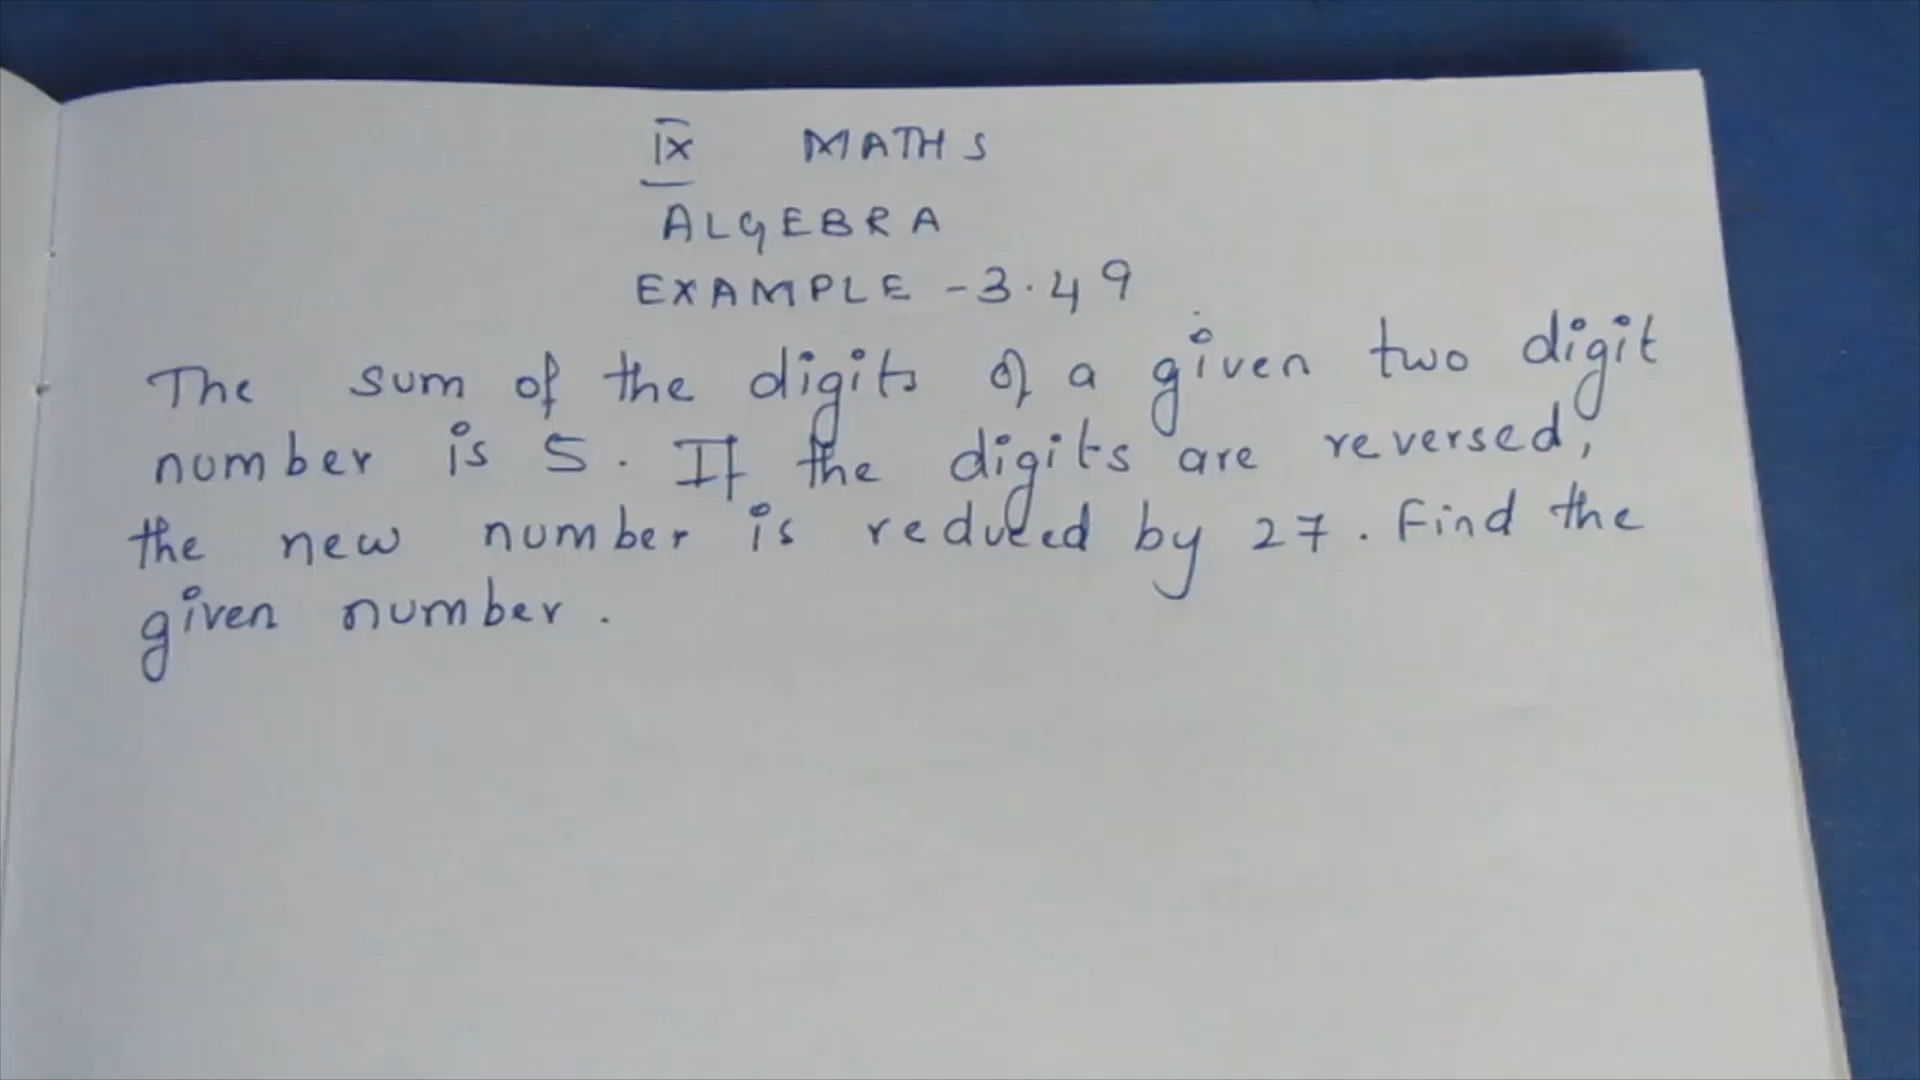 IX MATHS
ALGEBRA
EXAMPLE - 3.49
The sum of the digits of a given two digit
number is 5. If the digits are reversed,
the new number is reduced by 27. Find the
given number.